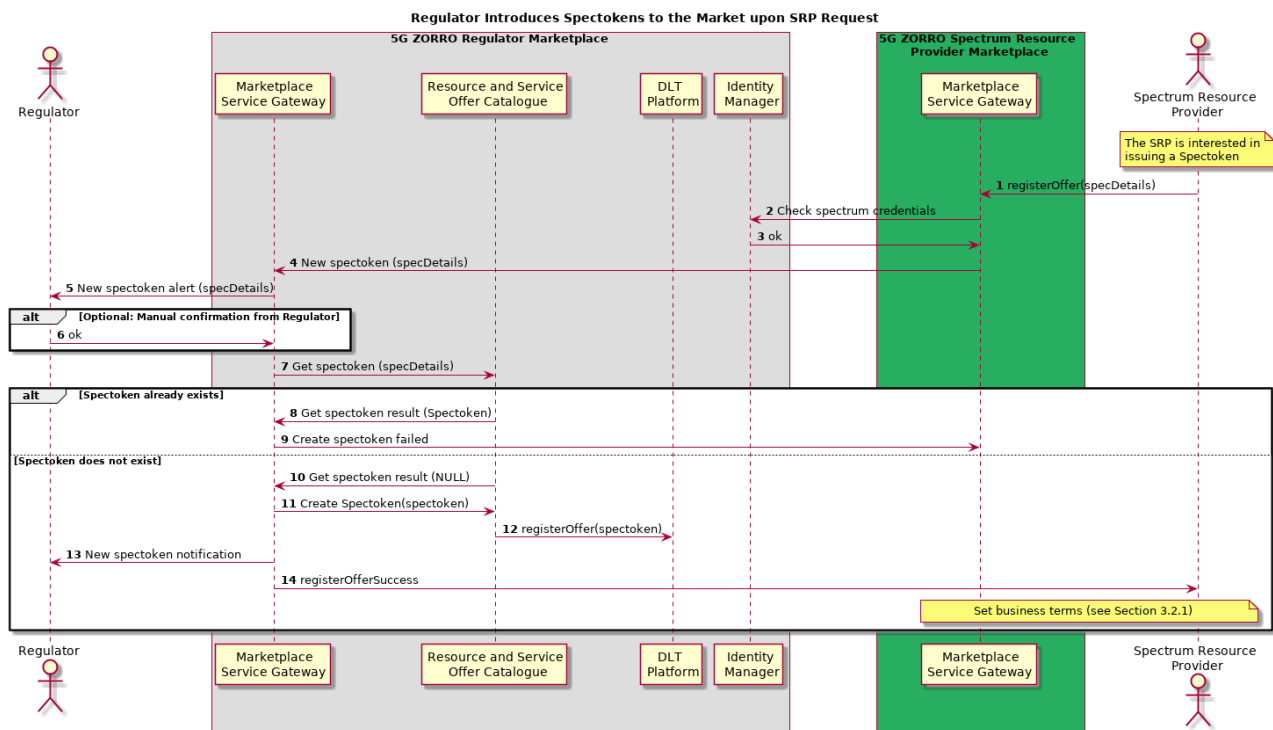 Regulator Introduces Spectokens to the Market upon SRP Request
5G ZORRO Regulator Marketplace
5G ZORRO Spectrum Resource
Provider Marketplace
Regulator
Marketplace
Service Gateway
Resource and Service
Offer Catalogue
DLT
Platform
Identity
Manager
Marketplace
Service Gateway
Spectrum Resource
Provider
The SRP is interested in
issuing a Spectoken
1 registerOffer(specDetails)
2 Check spectrum credentials
3 ok
4 New spectoken (specDetails)
5 New spectoken alert (specDetails)
alt [Optional: Manual confirmation from Regulator]
6 ok
7 Get spectoken (specDetails)
alt [Spectoken already exists]
8 Get spectoken result (Spectoken)
9 Create spectoken failed
[Spectoken does not exist]
10 Get spectoken result (NULL)
11 Create Spectoken(spectoken)
12 registerOffer(spectoken)
13 New spectoken notification
14 registerOfferSuccess
Set business terms (see Section 3.2.1)
Regulator
Marketplace
Service Gateway
Resource and Service
Offer Catalogue
DLT
Platform
Identity
Manager
Marketplace
Service Gateway
Spectrum Resource
Provider